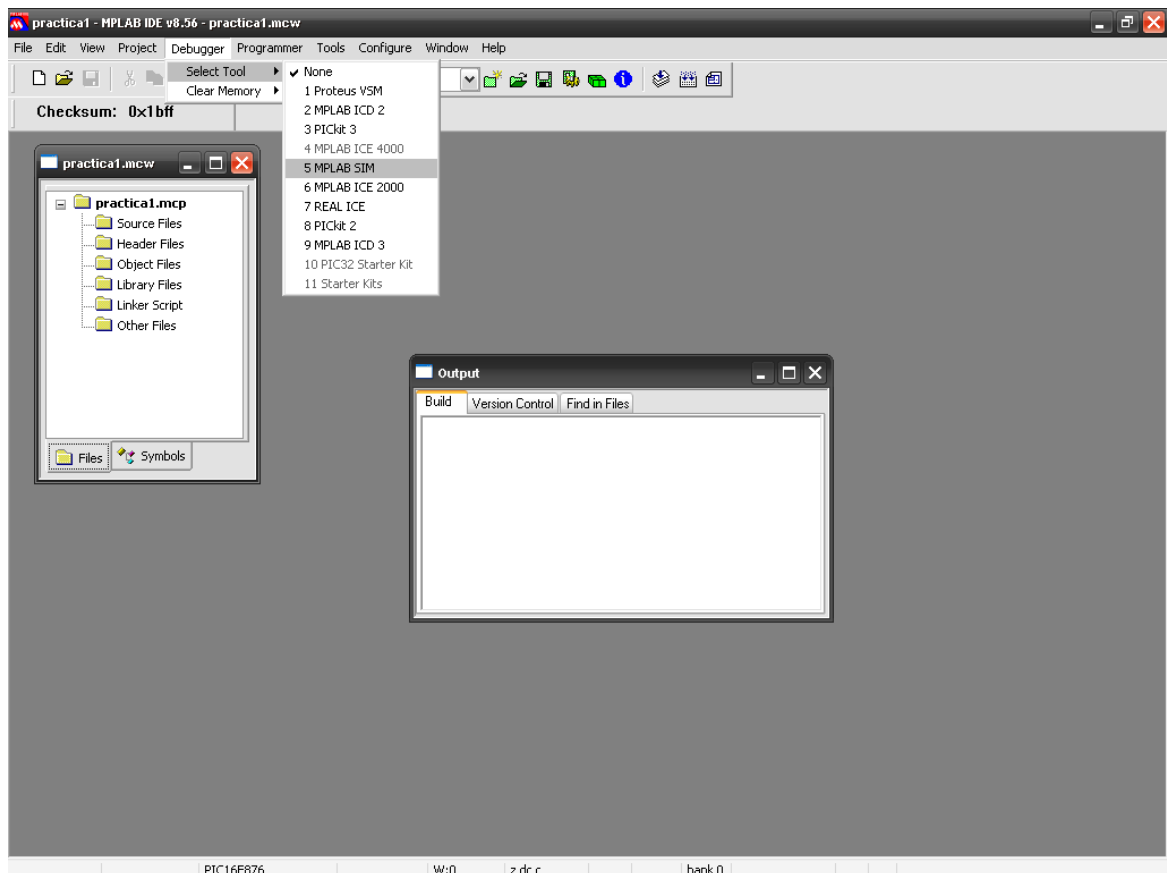 practica1 - MPLAB IDE v8.56 - practica1.mcw
File Edit View Project Debugger Programmer Tools Configure Window Help
Select Tool
Clear Memory
None
1 Proteus VSM
2 MPLAB ICD 2
3 PICkit 3
4 MPLAB ICE 4000
5 MPLAB SIM
6 MPLAB ICE 2000
7 REAL ICE
8 PICkit 2
9 MPLAB ICD 3
10 PIC32 Starter Kit
11 Starter Kits
Checksum: 0x1bff
practica1.mcw
practica1.mcp
Source Files
Header Files
Object Files
Library Files
Linker Script
Other Files
Files Symbols
Output
Build Version Control Find in Files
PIC16F876 W:0 z dc c bank 0